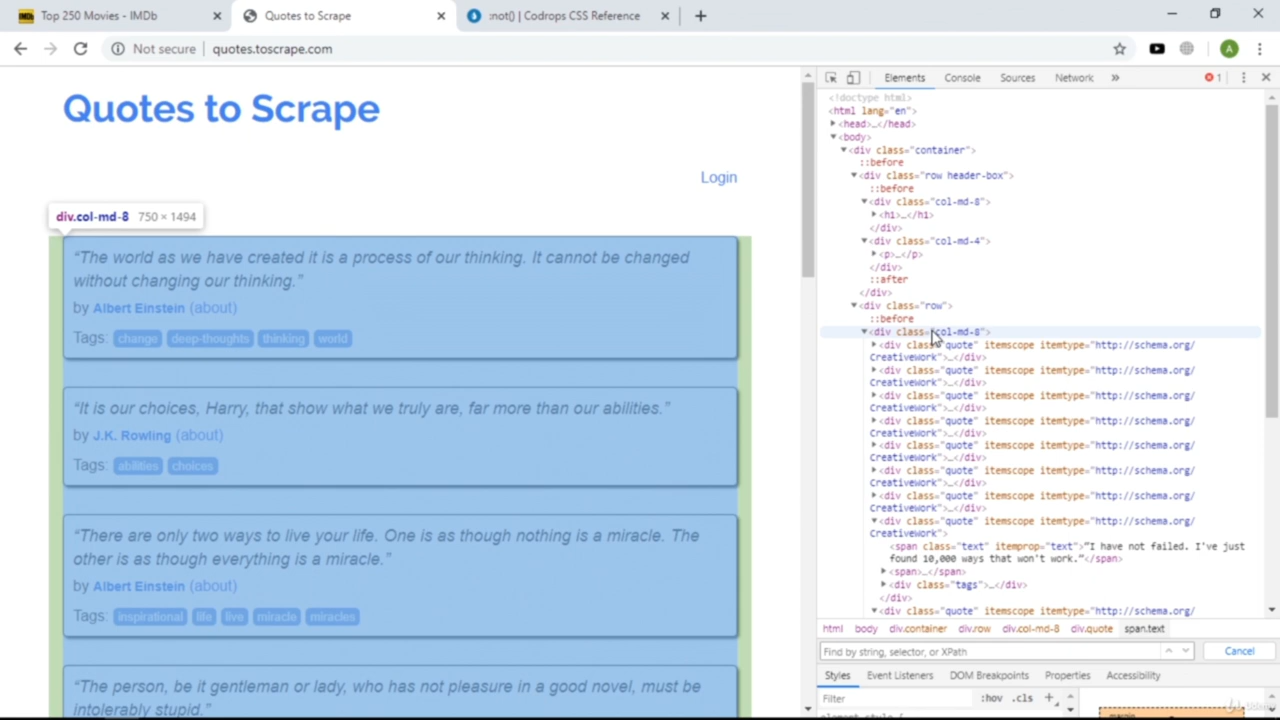 Top 250 Movies - IMDb
Quotes to Scrape
:not() | Codrops CSS Reference
Not secure
quotes.toscrape.com
A
Quotes to Scrape
Login
div.col-md-8 750 × 1494
“The world as we have created it is a process of our thinking. It cannot be changed
without changing our thinking.”
by Albert Einstein (about)
Tags: change deep-thoughts thinking world
“It is our choices, Harry, that show what we truly are, far more than our abilities.”
by J.K. Rowling (about)
Tags: abilities choices
“There are only two ways to live your life. One is as though nothing is a miracle. The
other is as though everything is a miracle.”
by Albert Einstein (about)
Tags: inspirational life live miracle miracles
“The person, be it gentleman or lady, who has not pleasure in a good novel, must be
intolerably stupid.”
Elements Console Sources Network » 1
<!doctype html>
<html lang="en">
<head>…</head>
<body>
<div class="container">
::before
<div class="row header-box">
::before
<div class="col-md-8">
<h1>…</h1>
</div>
<div class="col-md-4">
<p>…</p>
</div>
::after
</div>
<div class="row">
::before
<div class="col-md-8">
<div class="quote" itemscope itemtype="http://schema.org/
CreativeWork">…</div>
<div class="quote" itemscope itemtype="http://schema.org/
CreativeWork">…</div>
<div class="quote" itemscope itemtype="http://schema.org/
CreativeWork">…</div>
<div class="quote" itemscope itemtype="http://schema.org/
CreativeWork">…</div>
<div class="quote" itemscope itemtype="http://schema.org/
CreativeWork">…</div>
<div class="quote" itemscope itemtype="http://schema.org/
CreativeWork">…</div>
<div class="quote" itemscope itemtype="http://schema.org/
CreativeWork">…</div>
<div class="quote" itemscope itemtype="http://schema.org/
CreativeWork">
<span class="text" itemprop="text">“I have not failed. I've just
found 10,000 ways that won't work.”</span>
<span>…</span>
<div class="tags">…</div>
</div>
<div class="quote" itemscope itemtype="http://schema.org/
html body div.container div.row div.col-md-8 div.quote span.text
Find by string, selector, or XPath
Cancel
Styles Event Listeners DOM Breakpoints Properties Accessibility
Filter :hov .cls +
element.style {
margin